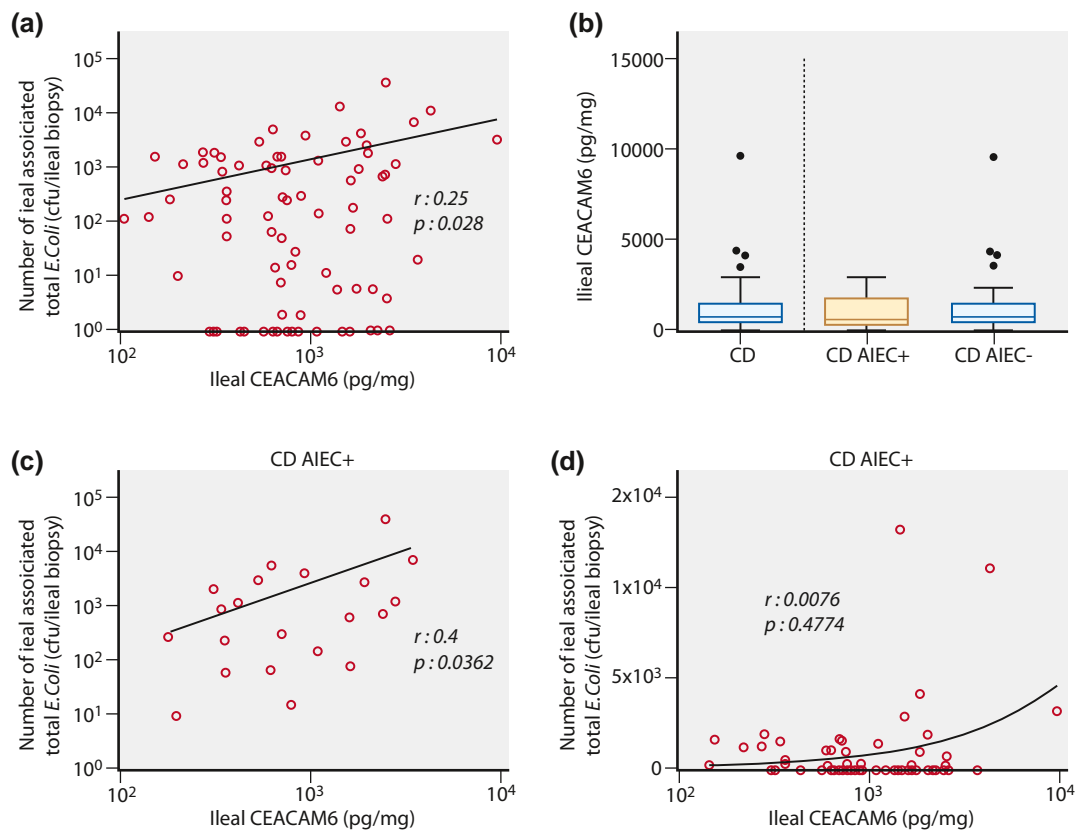 (a)
Number of ieal assoiciated
total E.Coli (cfu/ileal biopsy)
10⁵
10⁴
10³
10²
10¹
10⁰
r : 0.25
p : 0.028
10² 10³ 10⁴
Ileal CEACAM6 (pg/mg)
(b)
Ilieal CEACAM6 (pg/mg)
15000
10000
5000
0
CD CD AIEC+ CD AIEC-
(c)
CD AIEC+
Number of ieal assoiciated
total E.Coli (cfu/ileal biopsy)
10⁵
10⁴
10³
10²
10¹
10⁰
r : 0.4
p : 0.0362
10² 10³ 10⁴
Ileal CEACAM6 (pg/mg)
(d)
CD AIEC+
Number of ieal assoiciated
total E.Coli (cfu/ileal biopsy)
2x10⁴
1x10⁴
5x10³
0
r : 0.0076
p : 0.4774
10² 10³ 10⁴
Ileal CEACAM6 (pg/mg)